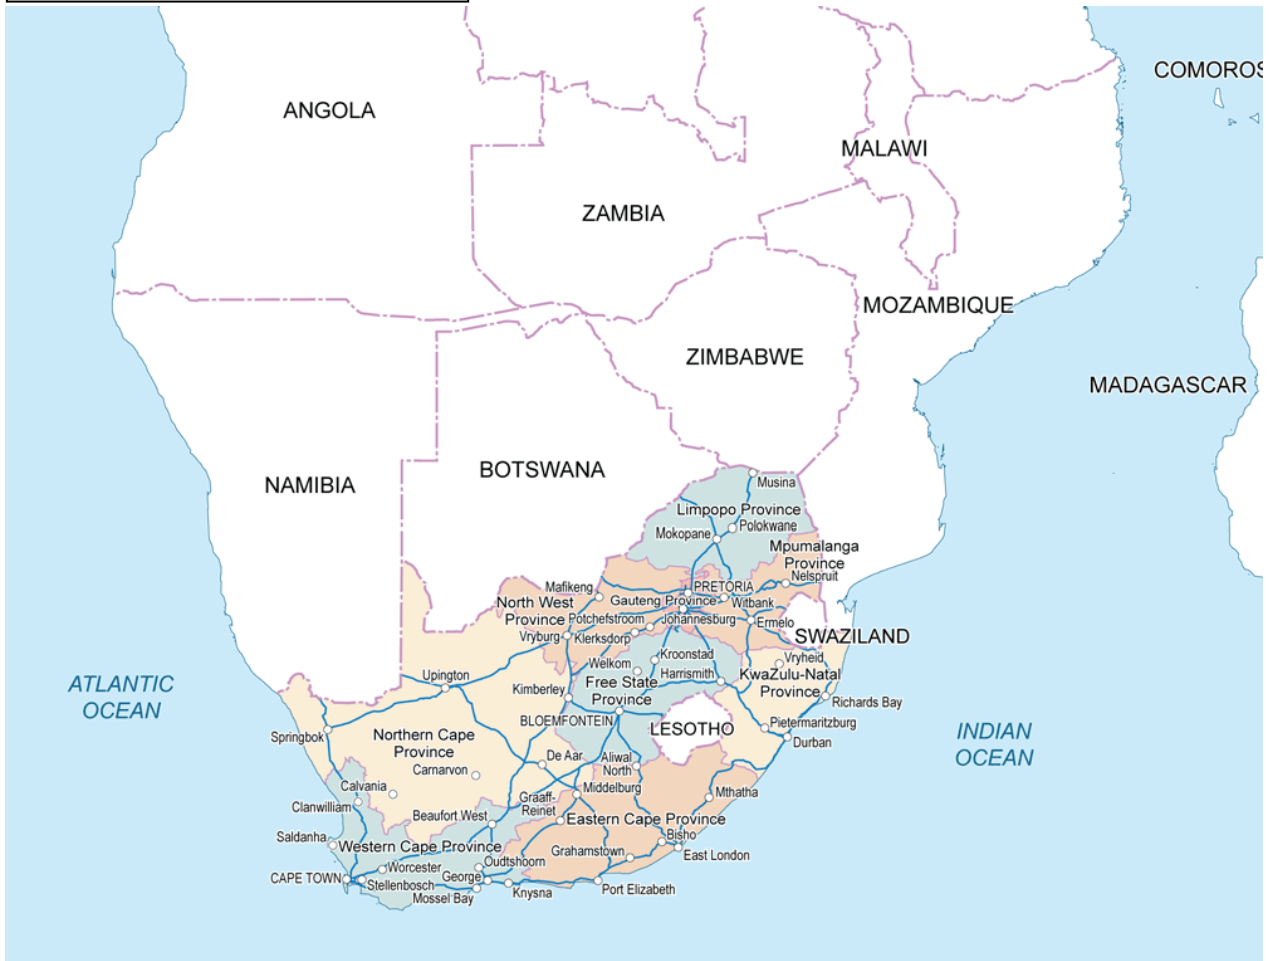 COMOROS
ANGOLA
MALAWI
ZAMBIA
MOZAMBIQUE
ZIMBABWE
MADAGASCAR
BOTSWANA
NAMIBIA
Musina
Limpopo Province
Polokwane
Mokopane
Mpumalanga
Province
Nelspruit
Mafikeng
PRETORIA
North West
Province
Gauteng Province
Witbank
Potchefstroom
Johannesburg
Ermelo
Vryburg
Klerksdorp
SWAZILAND
Kroonstad
Welkom
Vryheid
Harrismith
KwaZulu-Natal
Province
Upington
Free State
Province
Kimberley
Richards Bay
ATLANTIC
OCEAN
BLOEMFONTEIN
LESOTHO
Pietermaritzburg
Durban
INDIAN
OCEAN
Springbok
Northern Cape
Province
De Aar
Aliwal
North
Carnarvon
Calvania
Middelburg
Mthatha
Clanwilliam
Graaff-
Reinet
Beaufort West
Eastern Cape Province
Saldanha
Western Cape Province
Bisho
Grahamstown
East London
Oudtshoorn
Worcester
CAPE TOWN
Stellenbosch
George
Mossel Bay
Knysna
Port Elizabeth